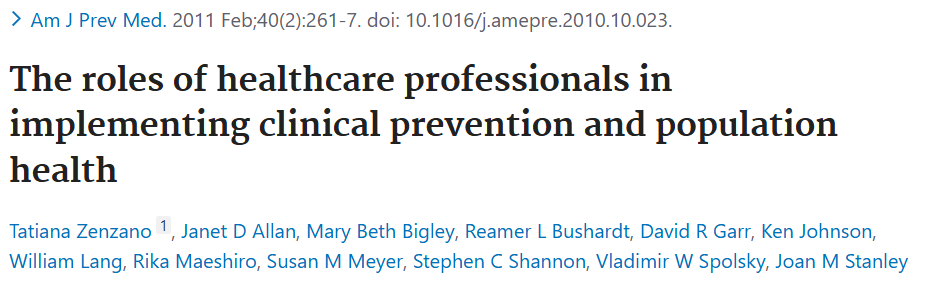 > Am J Prev Med. 2011 Feb;40(2):261-7. doi: 10.1016/j.amepre.2010.10.023.
The roles of healthcare professionals in
implementing clinical prevention and population
health
Tatiana Zenzano 1, Janet D Allan, Mary Beth Bigley, Reamer L Bushardt, David R Garr, Ken Johnson,
William Lang, Rika Maeshiro, Susan M Meyer, Stephen C Shannon, Vladimir W Spolsky, Joan M Stanley